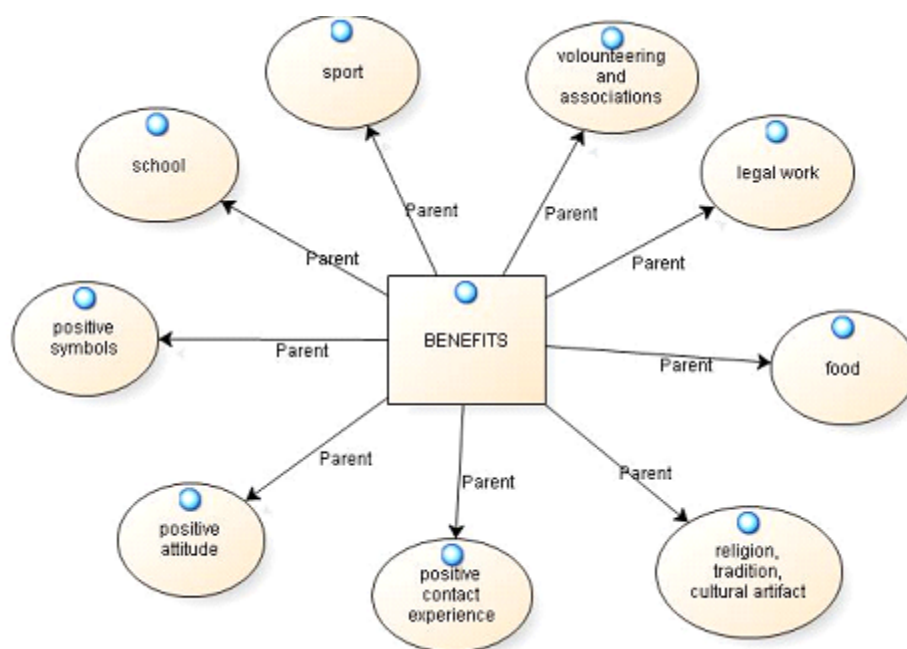 sport
volounteering
and
associations
school
legal work
Parent
Parent
Parent
Parent
positive
symbols
Parent
BENEFITS
Parent
food
Parent
Parent
Parent
positive
attitude
positive
contact
experience
religion,
tradition,
cultural artifact